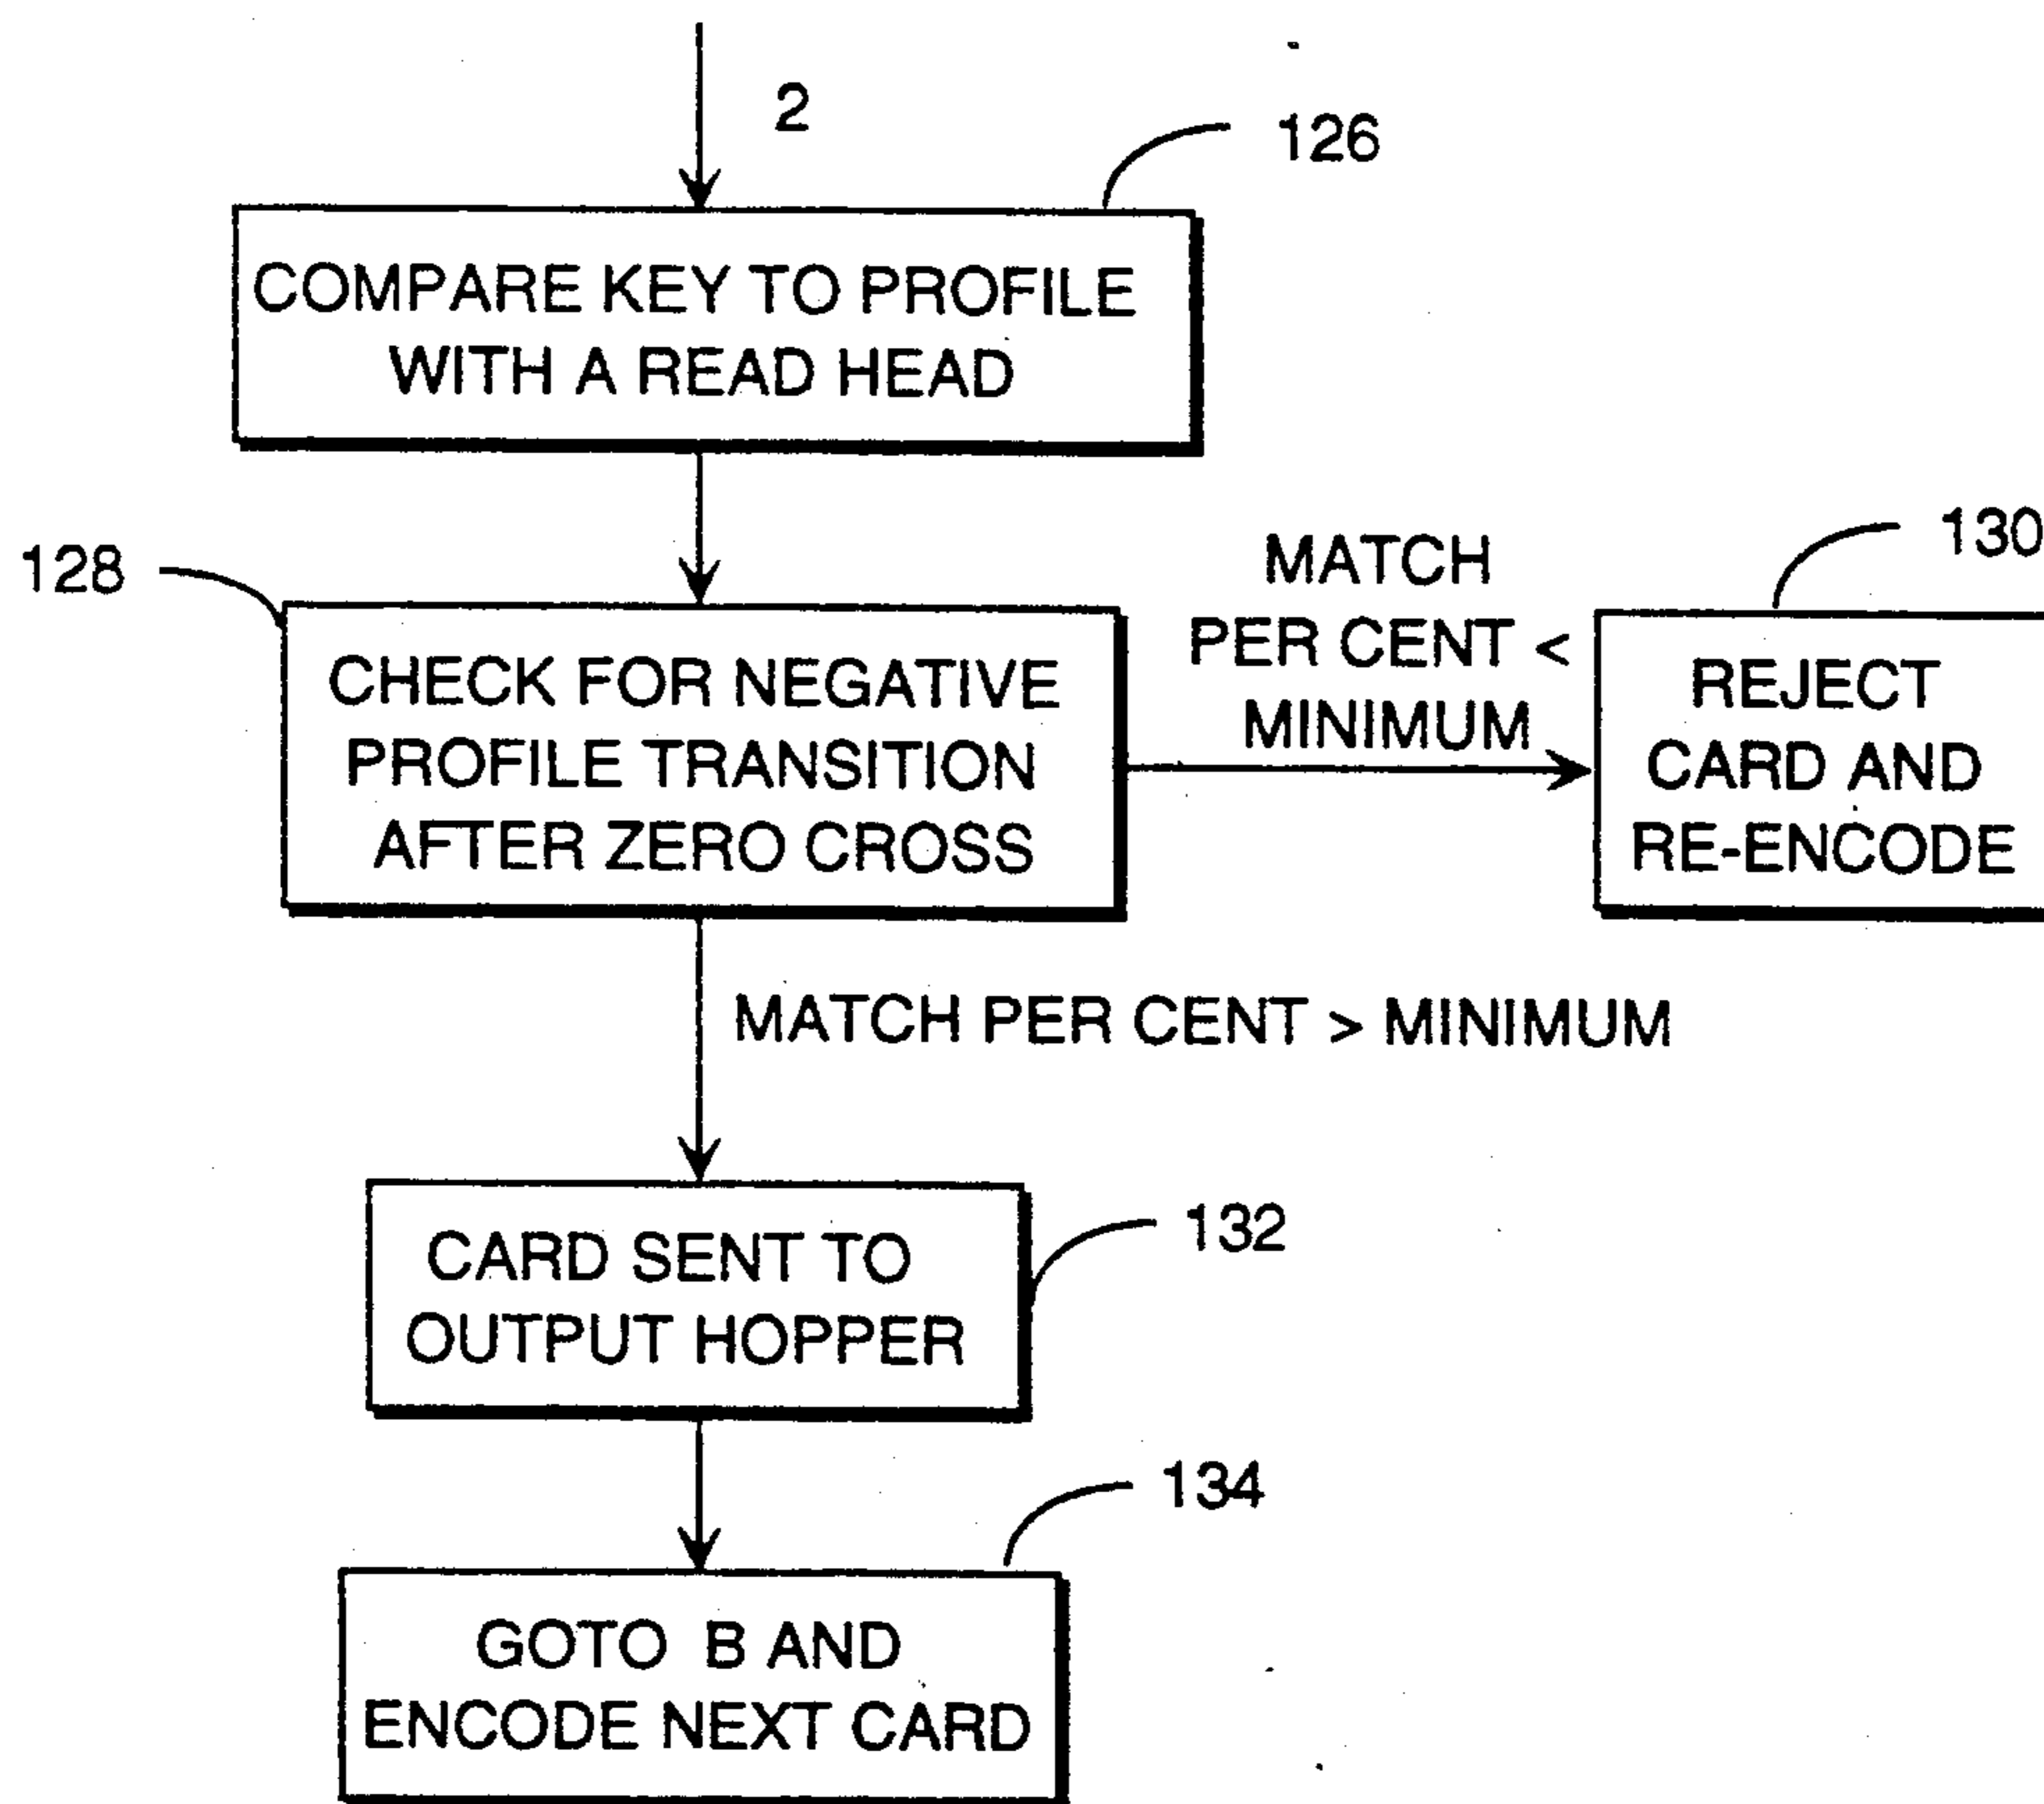 2
126
COMPARE KEY TO PROFILE
WITH A READ HEAD
128
CHECK FOR NEGATIVE
PROFILE TRANSITION
AFTER ZERO CROSS
MATCH
PER CENT <
MINIMUM
130
REJECT
CARD AND
RE-ENCODE
MATCH PER CENT > MINIMUM
132
CARD SENT TO
OUTPUT HOPPER
134
GOTO B AND
ENCODE NEXT CARD